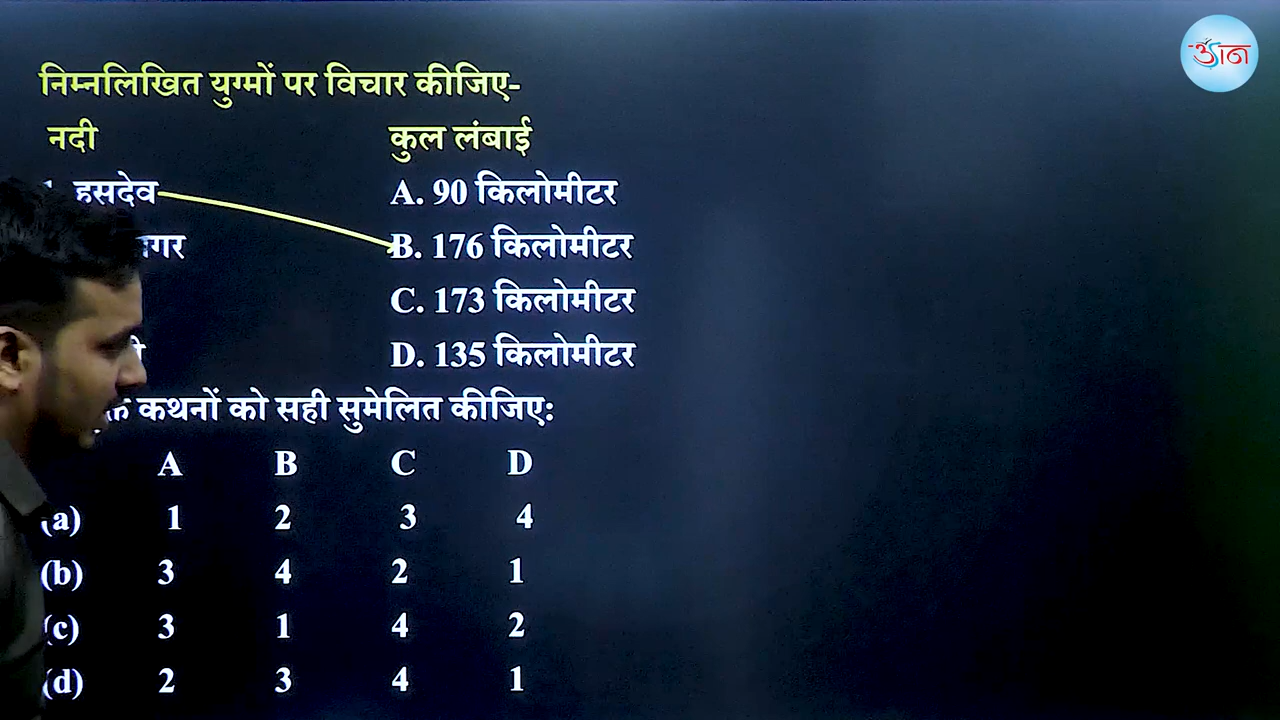 निम्नलिखित युग्मों पर विचार कीजिए-
नदी कुल लंबाई
हसदेव A. 90 किलोमीटर
B. 176 किलोमीटर
C. 173 किलोमीटर
D. 135 किलोमीटर
कथनों को सही सुमेलित कीजिए:
A B C D
(a) 1 2 3 4
(b) 3 4 2 1
(c) 3 1 4 2
(d) 2 3 4 1